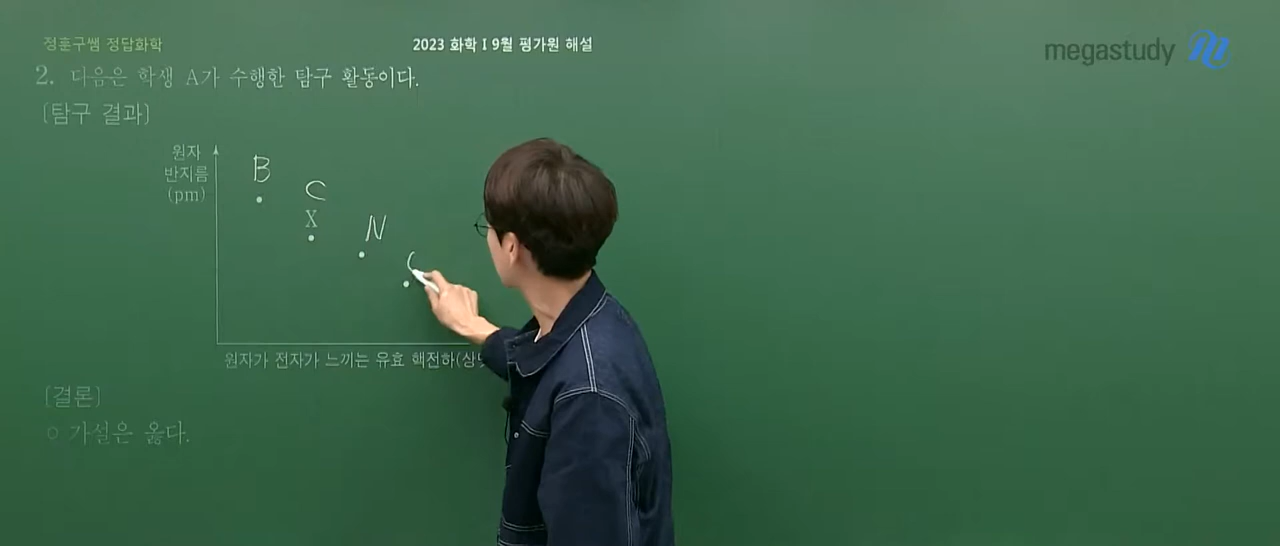 정훈구쌤 정답화학
2023 화학 I 9월 평가원 해설
megastudy
2. 다음은 학생 A가 수행한 탐구 활동이다.
[탐구 결과]
원자
반지름
(pm)
B
C
X
N
원자가 전자가 느끼는 유효 핵전하(상
[결론]
○ 가설은 옳다.